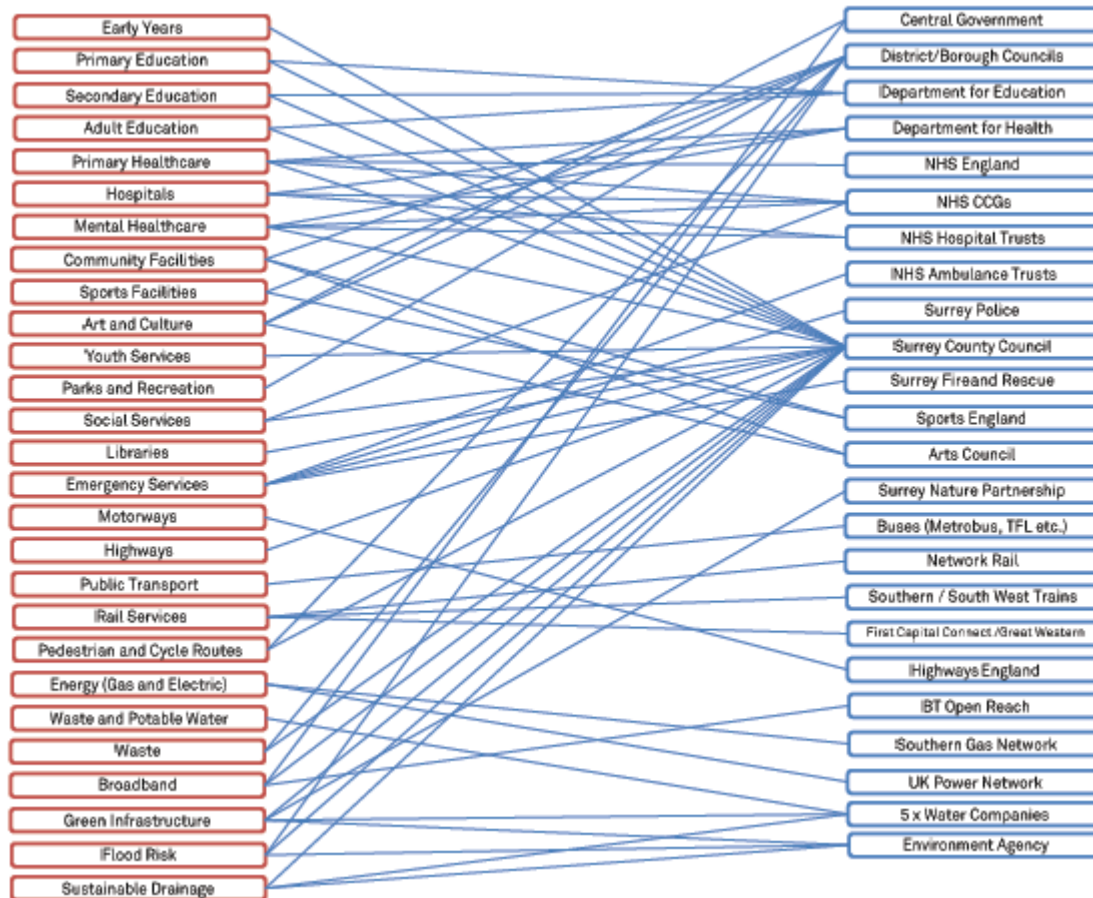 Early Years
Primary Education
Secondary Education
Adult Education
Primary Healthcare
Hospitals
Mental Healthcare
Community Facilities
Sports Facilities
Art and Culture
Youth Services
Parks and Recreation
Social Services
Libraries
Emergency Services
Motorways
Highways
Public Transport
Rail Services
Pedestrian and Cycle Routes
Energy (Gas and Electric)
Waste and Potable Water
Waste
Broadband
Green Infrastructure
Flood Risk
Sustainable Drainage
Central Government
District/Borough Councils
Department for Education
Department for Health
NHS England
NHS CCGs
NHS Hospital Trusts
NHS Ambulance Trusts
Surrey Police
Surrey County Council
Surrey Fireand Rescue
Sports England
Arts Council
Surrey Nature Partnership
Buses (Metrobus, TFL etc.)
Network Rail
Southern / South West Trains
First Capital Connect /Great Western
Highways England
BT Open Reach
Southern Gas Network
UK Power Network
5 x Water Companies
Environment Agency